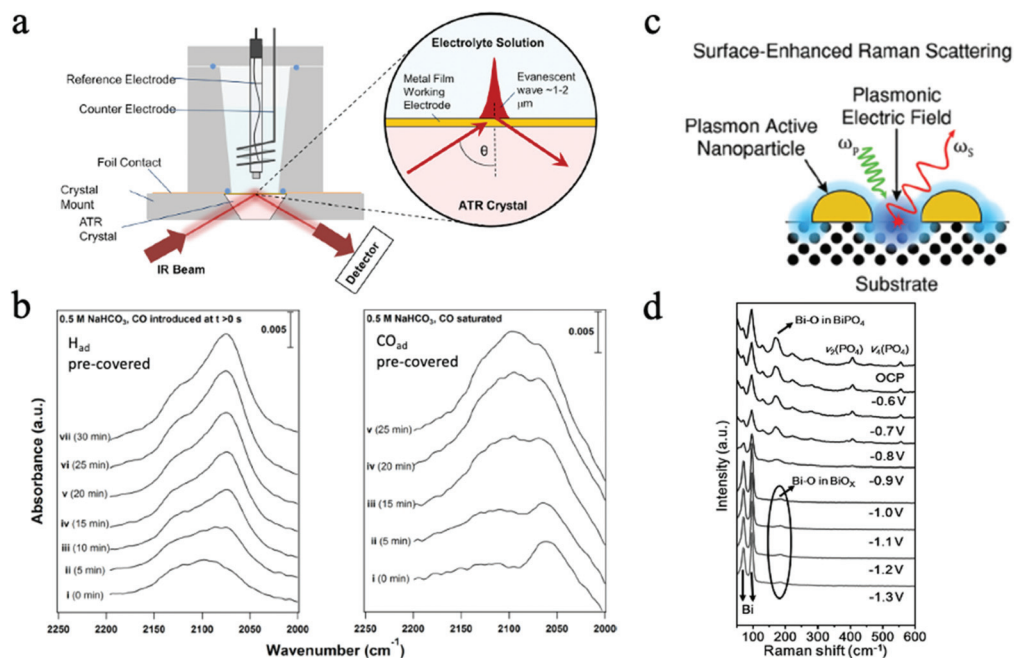 a
Reference Electrode
Counter Electrode
Foil Contact
Crystal
Mount
ATR
Crystal
IR Beam
Detector
Electrolyte Solution
Metal Film
Working
Electrode
Evanescent
wave ~1-2
μm
θ
ATR Crystal
b
0.5 M NaHCO₃, CO introduced at t >0 s
0.005
H_ad
pre-covered
vii (30 min)
vi (25 min)
v (20 min)
iv (15 min)
iii (10 min)
ii (5 min)
i (0 min)
2250 2200 2150 2100 2050 2000
0.5 M NaHCO₃, CO saturated
0.005
CO_ad
pre-covered
v (25 min)
iv (20 min)
iii (15 min)
ii (5 min)
i (0 min)
2200 2150 2100 2050 2000
Absorbance (a.u.)
Wavenumber (cm⁻¹)
c
Surface-Enhanced Raman Scattering
Plasmon Active
Nanoparticle
Plasmonic
Electric Field
ω_P
ω_S
Substrate
d
Bi-O in BiPO₄
ν₂(PO₄) ν₄(PO₄)
OCP
-0.6 V
-0.7 V
-0.8 V
-0.9 V
Bi-O in BiOₓ
-1.0 V
-1.1 V
-1.2 V
-1.3 V
Bi
100 200 300 400 500 600
Intensity (a.u.)
Raman shift (cm⁻¹)